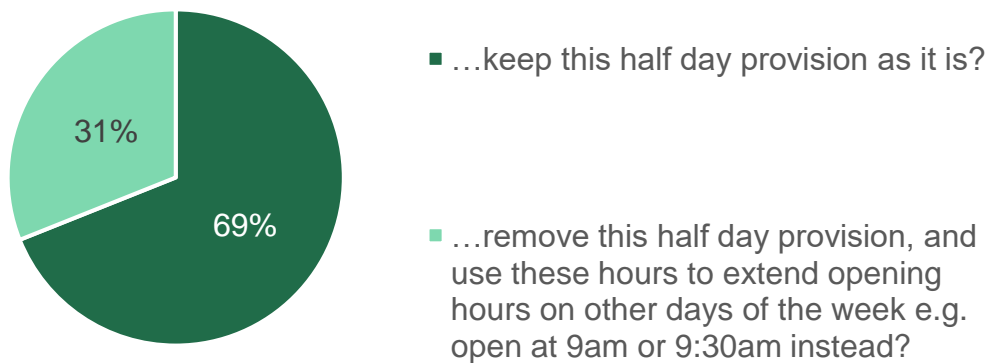 31%
69%
…keep this half day provision as it is?
…remove this half day provision, and
use these hours to extend opening
hours on other days of the week e.g.
open at 9am or 9:30am instead?